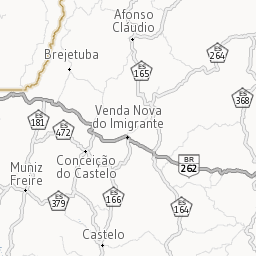 Afonso
Cláudio
Brejetuba
ES
264
ES
165
ES
368
Venda Nova
do Imigrante
ES
181
ES
472
Conceição
do Castelo
BR
262
Muniz
Freire
ES
379
ES
166
ES
164
Castelo